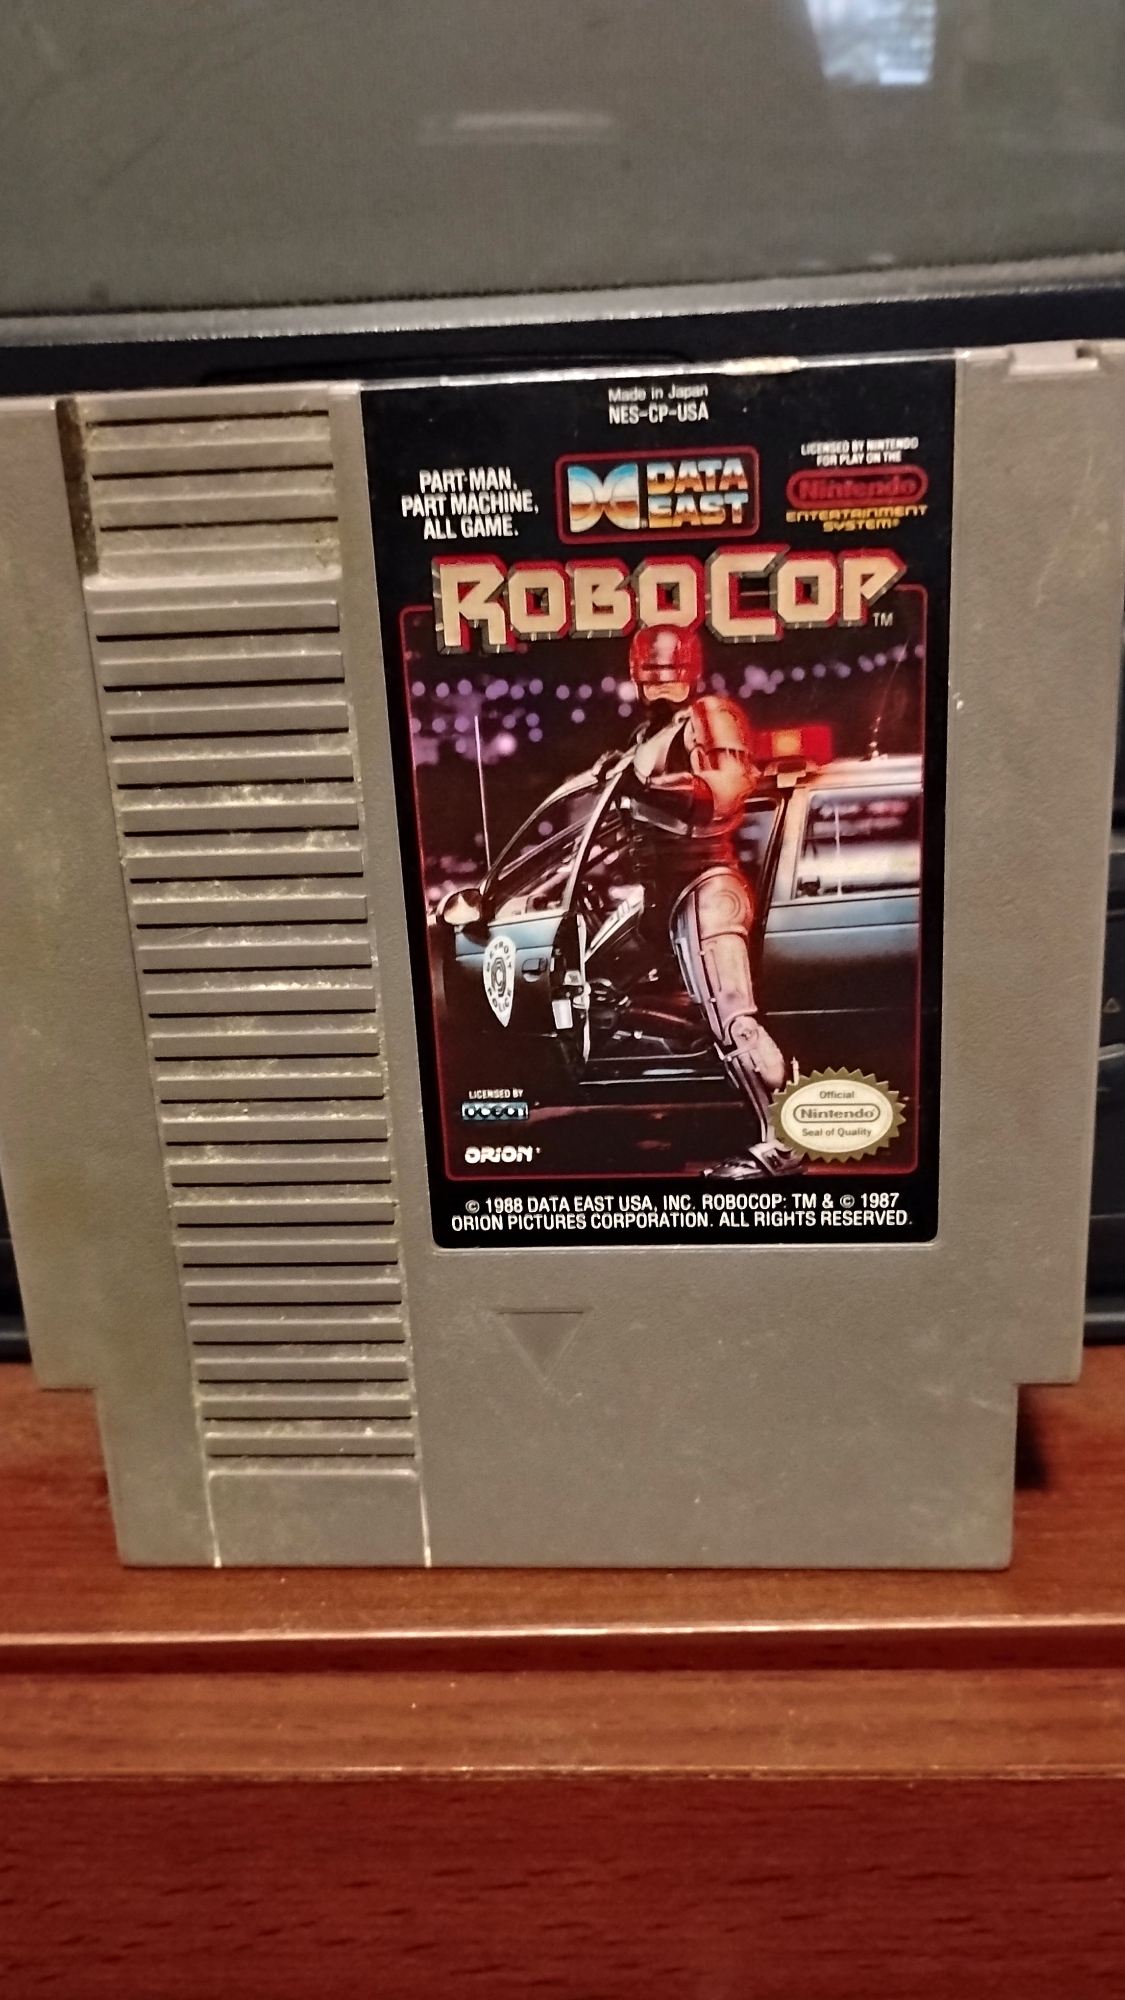 Made in Japan
NES-CP-USA
PART MAN,
PART MACHINE,
ALL GAME.
DATA
EAST
LICENSED BY NINTENDO
FOR PLAY ON THE
Nintendo
ENTERTAINMENT
SYSTEM®
ROBOCOP
TM
DETROIT
POLICE
LICENSED BY
ocean
ORION
Official
Nintendo
Seal of Quality
© 1988 DATA EAST USA, INC. ROBOCOP: TM & © 1987
ORION PICTURES CORPORATION. ALL RIGHTS RESERVED.